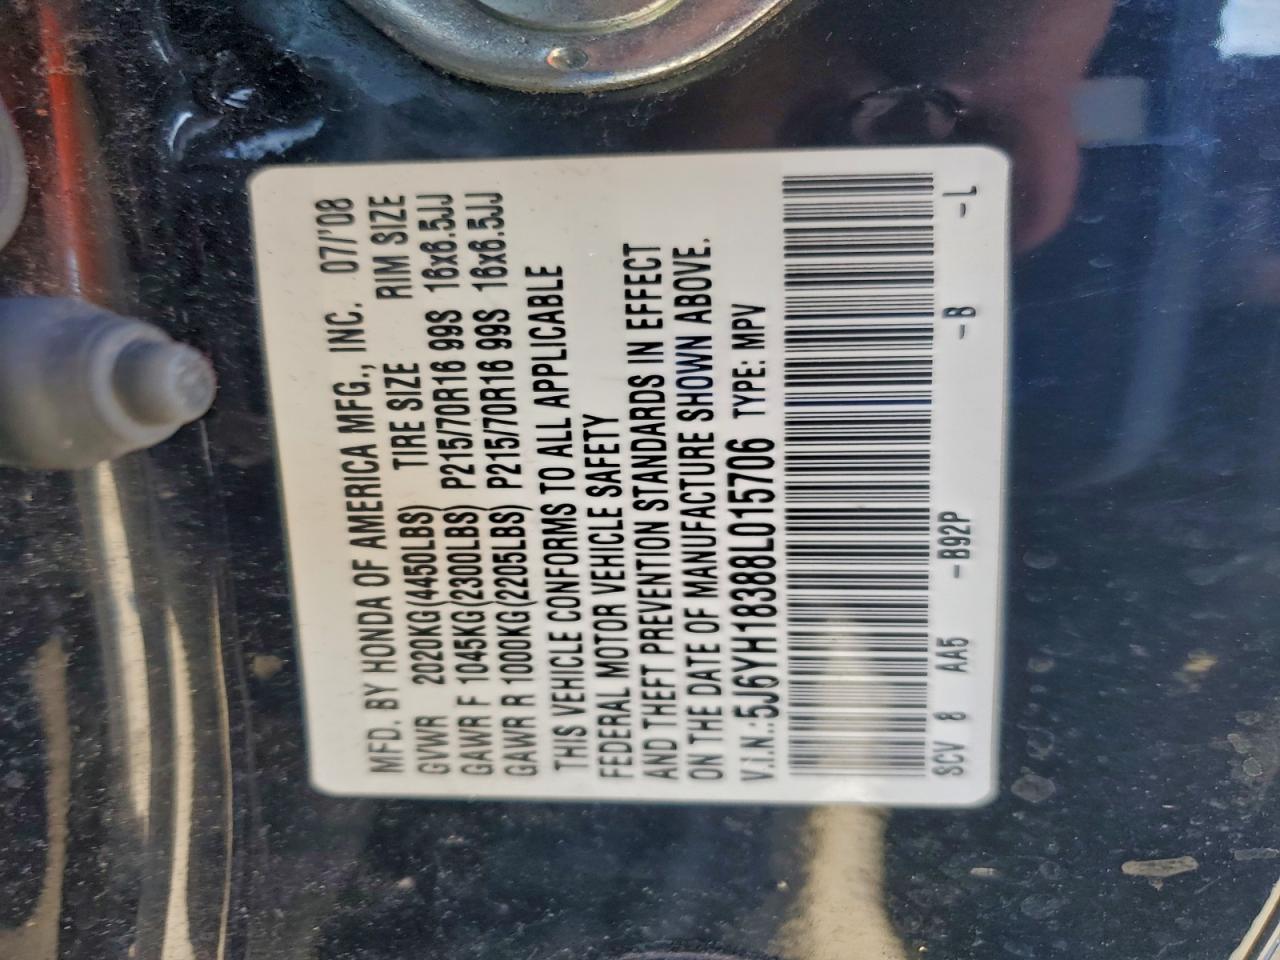 MFD. BY HONDA OF AMERICA MFG., INC. 07/'08
GVWR 2020KG(4450LBS) TIRE SIZE RIM SIZE
GAWR F 1045KG(2300LBS) P215/70R16 99S 16x6.5JJ
GAWR R 1000KG(2205LBS) P215/70R16 99S 16x6.5JJ
THIS VEHICLE CONFORMS TO ALL APPLICABLE
FEDERAL MOTOR VEHICLE SAFETY
AND THEFT PREVENTION STANDARDS IN EFFECT
ON THE DATE OF MANUFACTURE SHOWN ABOVE.
V.I.N.:5J6YH18388L015706 TYPE: MPV
SCV 8 AA5 -B92P -B -L